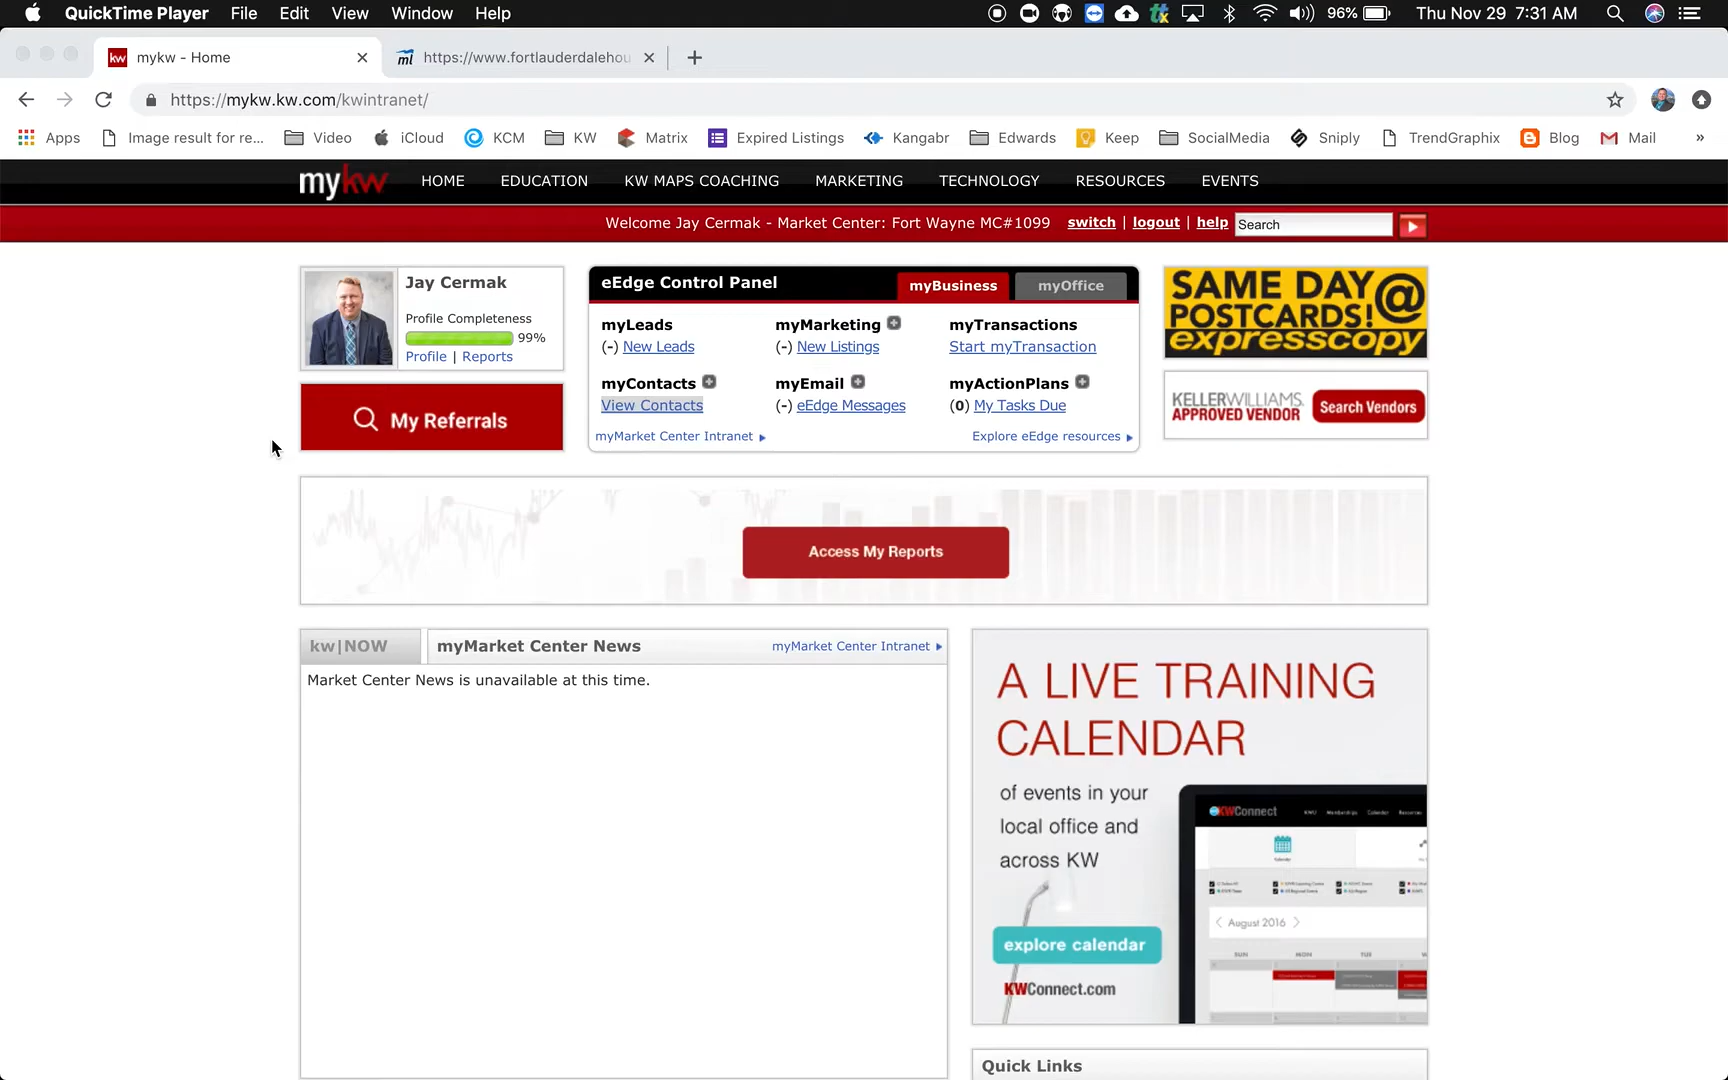 QuickTime Player File Edit View Window Help
96% Thu Nov 29 7:31 AM
kw mykw - Home
https://www.fortlauderdalehou
https://mykw.kw.com/kwintranet/
Apps Image result for re... Video iCloud KCM KW Matrix Expired Listings Kangabr Edwards Keep SocialMedia Sniply TrendGraphix Blog Mail »
mykw HOME EDUCATION KW MAPS COACHING MARKETING TECHNOLOGY RESOURCES EVENTS
Welcome Jay Cermak - Market Center: Fort Wayne MC#1099 switch | logout | help Search
Jay Cermak
Profile Completeness
99%
Profile | Reports
My Referrals
eEdge Control Panel myBusiness myOffice
myLeads myMarketing myTransactions
(-) New Leads (-) New Listings Start myTransaction
myContacts myEmail myActionPlans
View Contacts (-) eEdge Messages (0) My Tasks Due
myMarket Center Intranet Explore eEdge resources
SAME DAY
POSTCARDS! @
expresscopy
KELLERWILLIAMS.
APPROVED VENDOR
Search Vendors
Access My Reports
kw|NOW myMarket Center News myMarket Center Intranet
Market Center News is unavailable at this time.
A LIVE TRAINING
CALENDAR
of events in your
local office and
across KW
explore calendar
KWConnect.com
KWConnect
August 2016
Quick Links